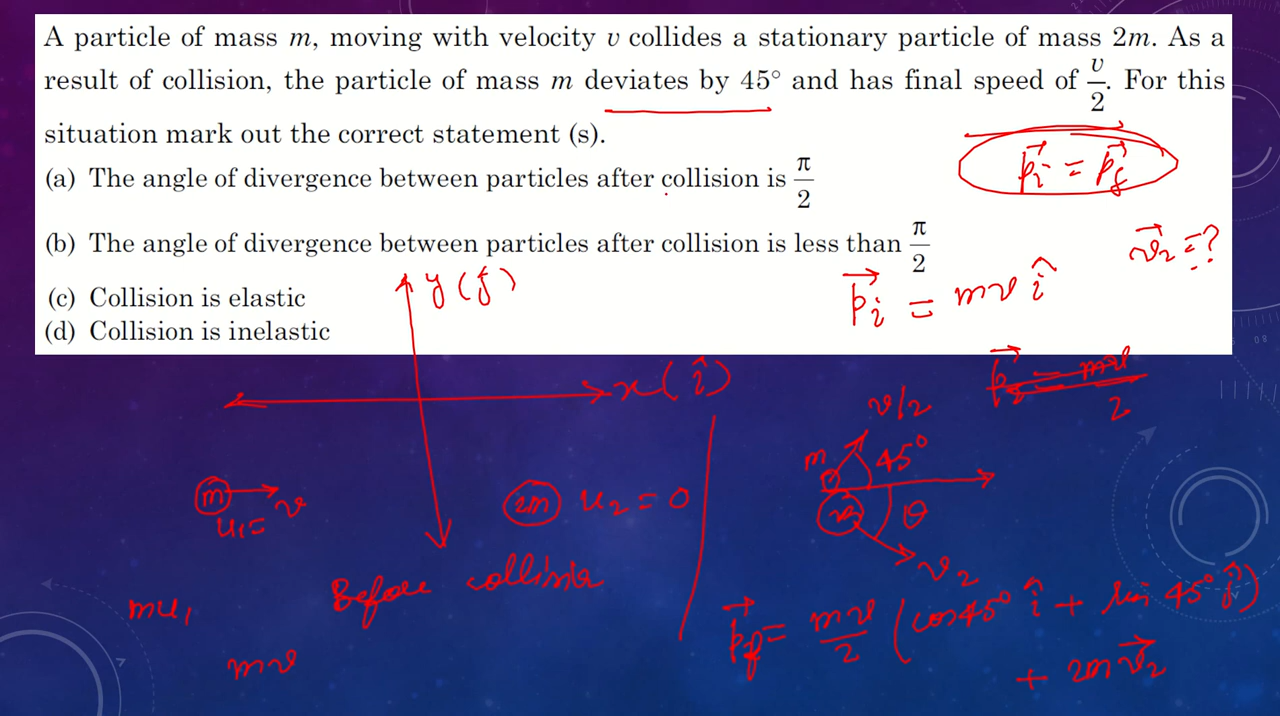 A particle of mass m, moving with velocity v collides a stationary particle of mass 2m. As a
result of collision, the particle of mass m deviates by 45° and has final speed of v/2. For this
situation mark out the correct statement (s).
(a) The angle of divergence between particles after collision is π/2
(b) The angle of divergence between particles after collision is less than π/2
(c) Collision is elastic
(d) Collision is inelastic
p⃗i = p⃗f
v⃗2 = ?
p⃗i = mv î
y (ĵ)
x (î)
p⃗f = mv/2
m v
u1 =
2m u2 = 0
Before collision
mu1
mv
v/2
m 45°
θ
v2
p⃗f = mv/2 (cos45° î + sin 45° ĵ)
+ 2m v⃗2
08